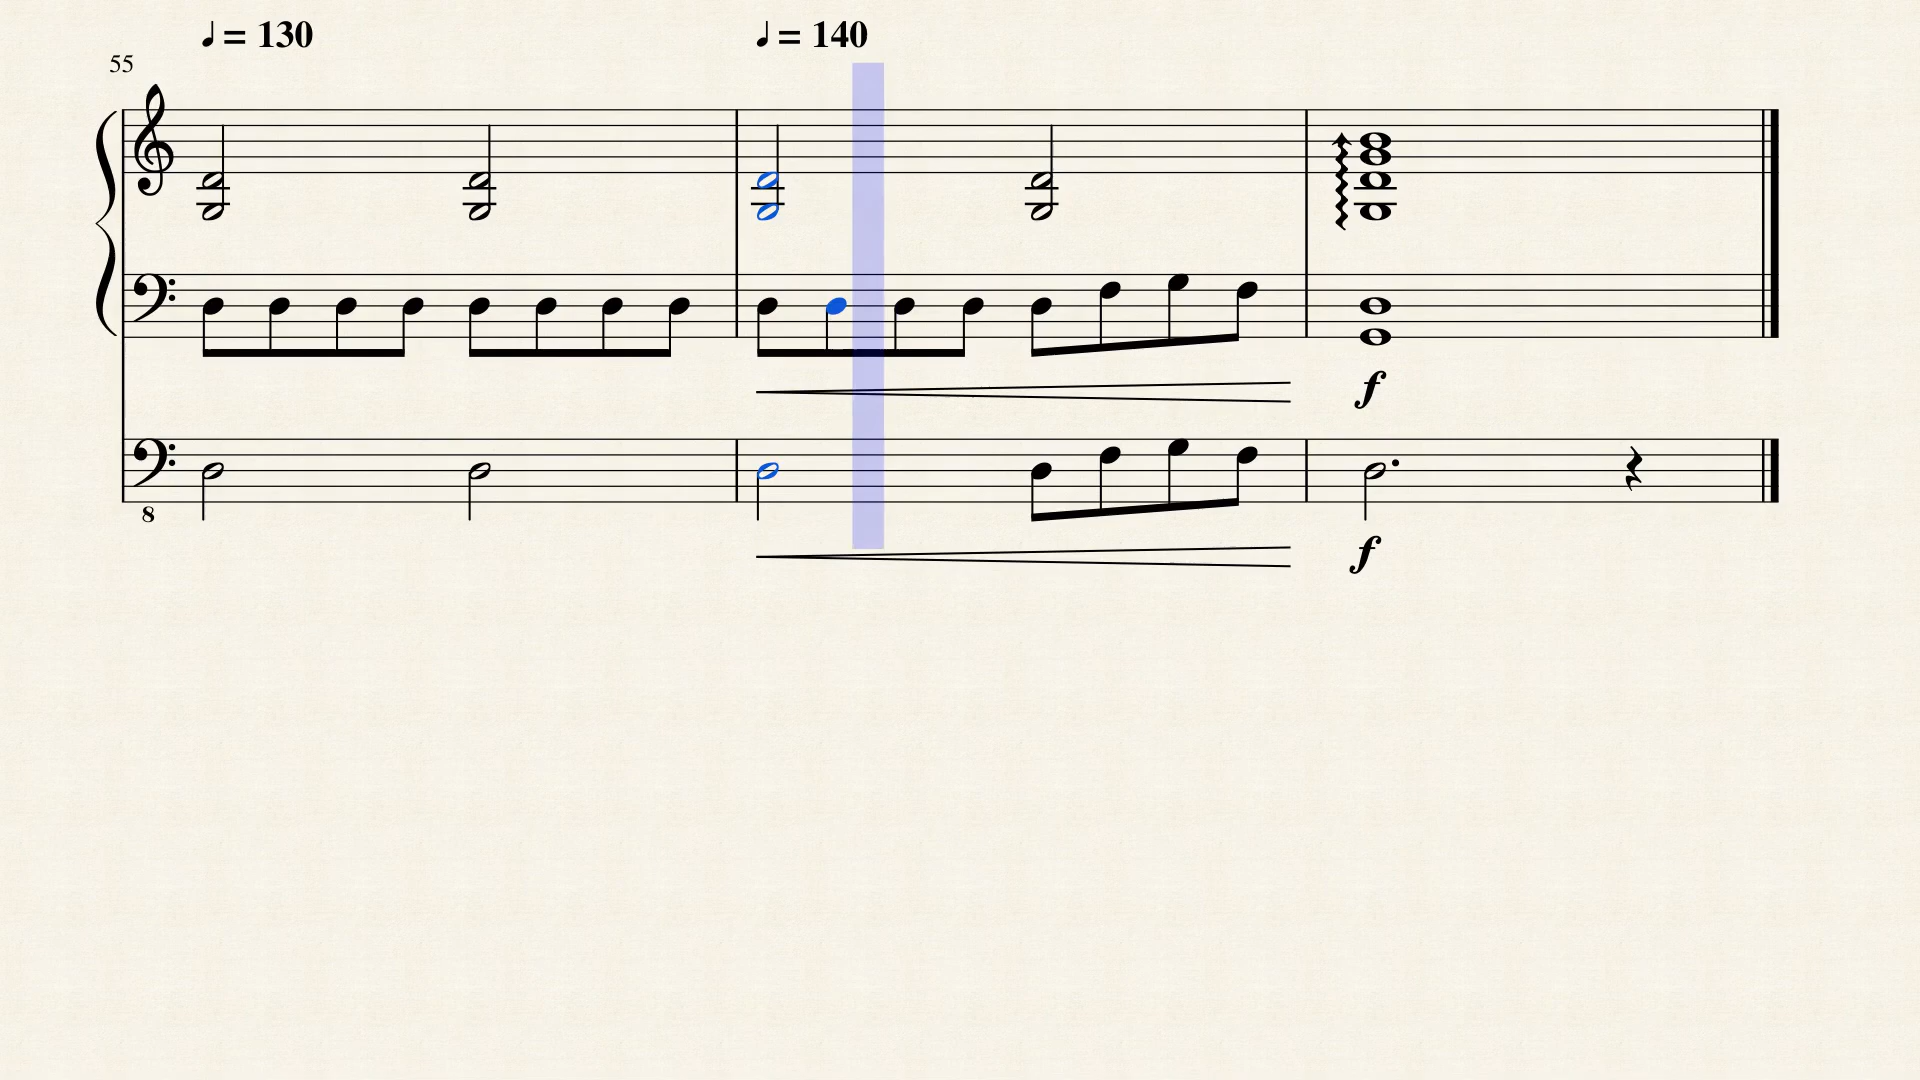 ♩ = 130 ♩ = 140
55
f
8
f